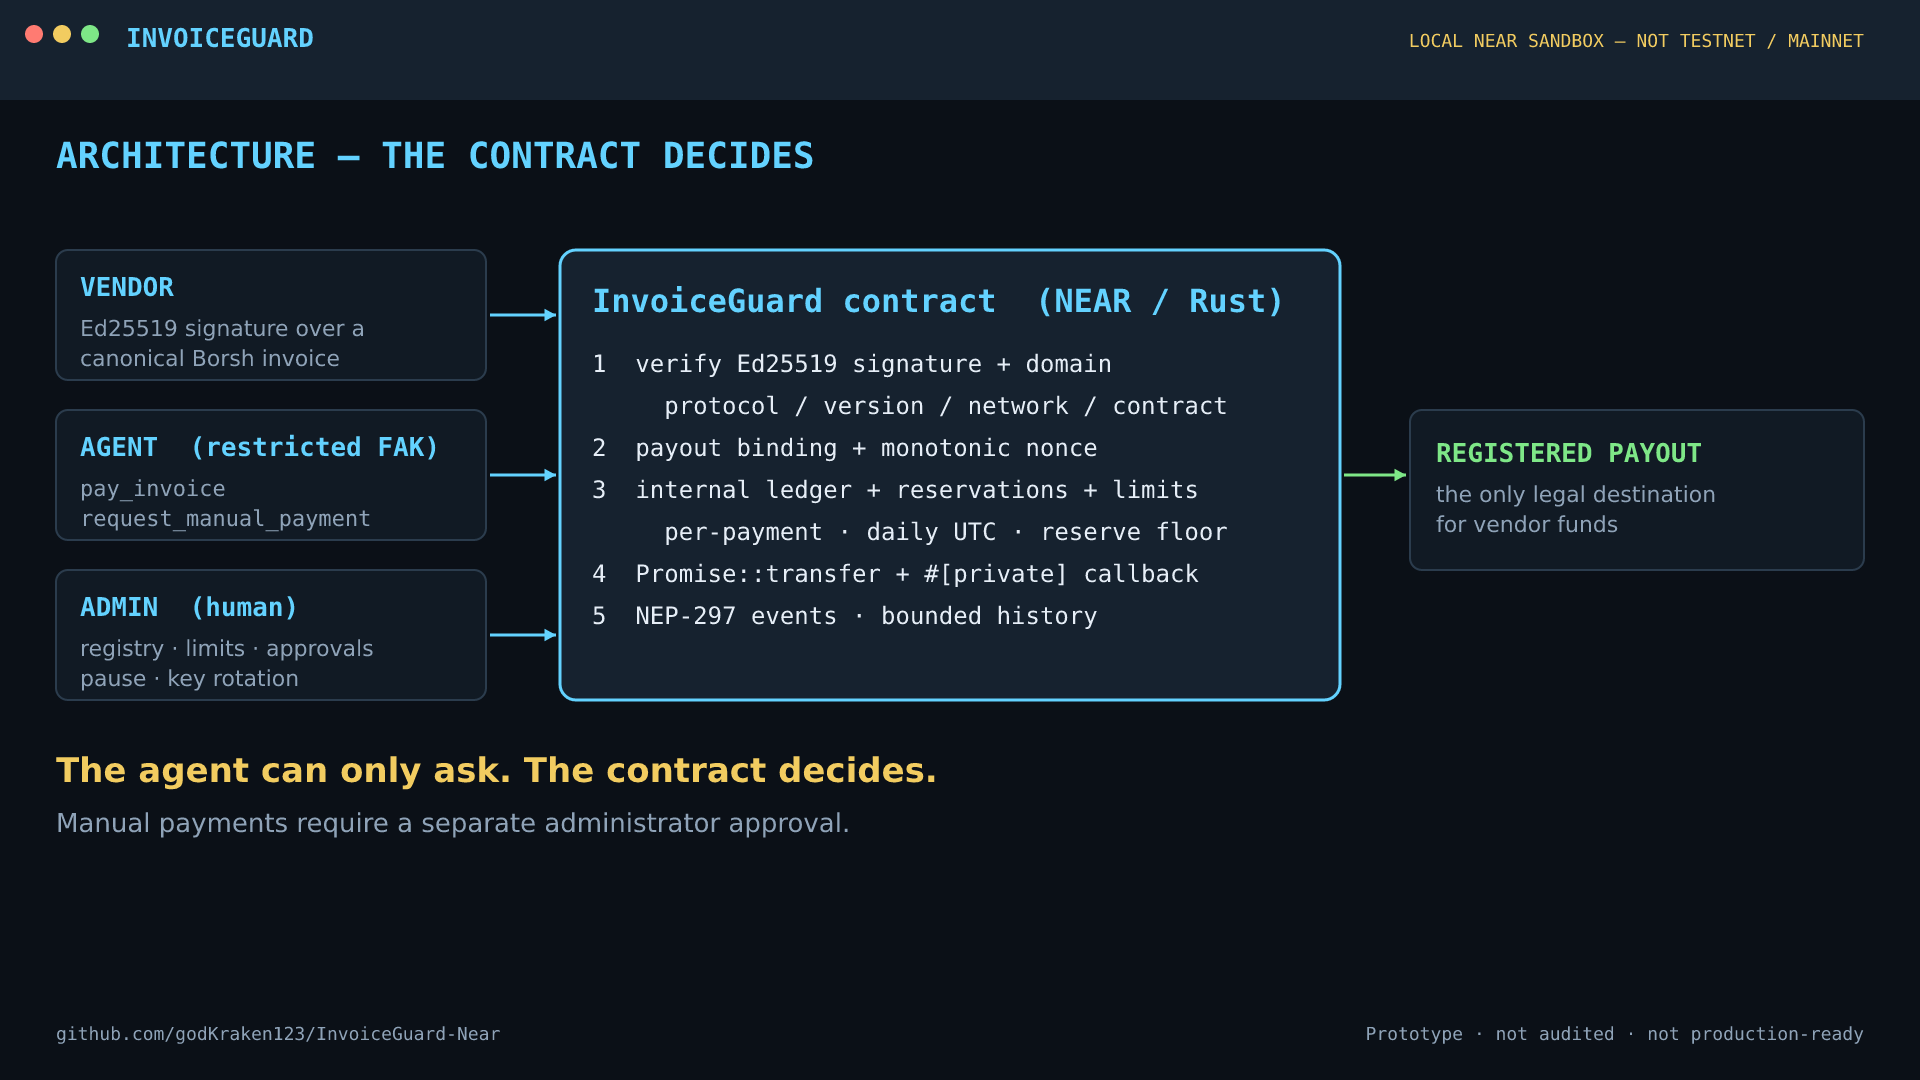 INVOICEGUARD
LOCAL NEAR SANDBOX — NOT TESTNET / MAINNET
ARCHITECTURE — THE CONTRACT DECIDES
VENDOR
Ed25519 signature over a
canonical Borsh invoice
AGENT (restricted FAK)
pay_invoice
request_manual_payment
ADMIN (human)
registry · limits · approvals
pause · key rotation
InvoiceGuard contract (NEAR / Rust)
1 verify Ed25519 signature + domain
protocol / version / network / contract
2 payout binding + monotonic nonce
3 internal ledger + reservations + limits
per-payment · daily UTC · reserve floor
4 Promise::transfer + #[private] callback
5 NEP-297 events · bounded history
REGISTERED PAYOUT
the only legal destination
for vendor funds
The agent can only ask. The contract decides.
Manual payments require a separate administrator approval.
github.com/godKraken123/InvoiceGuard-Near
Prototype · not audited · not production-ready